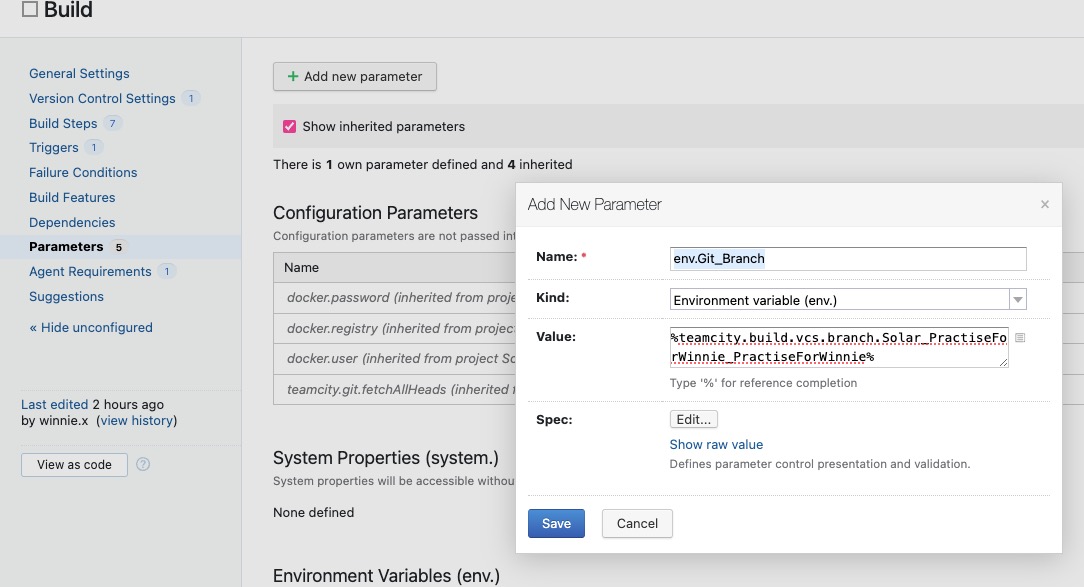 Build
General Settings
Version Control Settings 1
Build Steps 7
Triggers 1
Failure Conditions
Build Features
Dependencies
Parameters 5
Agent Requirements 1
Suggestions
« Hide unconfigured
Last edited 2 hours ago
by winnie.x (view history)
View as code ?
+ Add new parameter
Show inherited parameters
There is 1 own parameter defined and 4 inherited
Configuration Parameters
Configuration parameters are not passed int
Name
docker.password (inherited from proje
docker.registry (inherited from project
docker.user (inherited from project So
teamcity.git.fetchAllHeads (inherited f
System Properties (system.)
System properties will be accessible withou
None defined
Environment Variables (env.)
Add New Parameter ×
Name: * env.Git_Branch
Kind: Environment variable (env.)
Value: %teamcity.build.vcs.branch.Solar_PractiseFo
rWinnie_PractiseForWinnie%
Type '%' for reference completion
Spec: Edit...
Show raw value
Defines parameter control presentation and validation.
Save Cancel